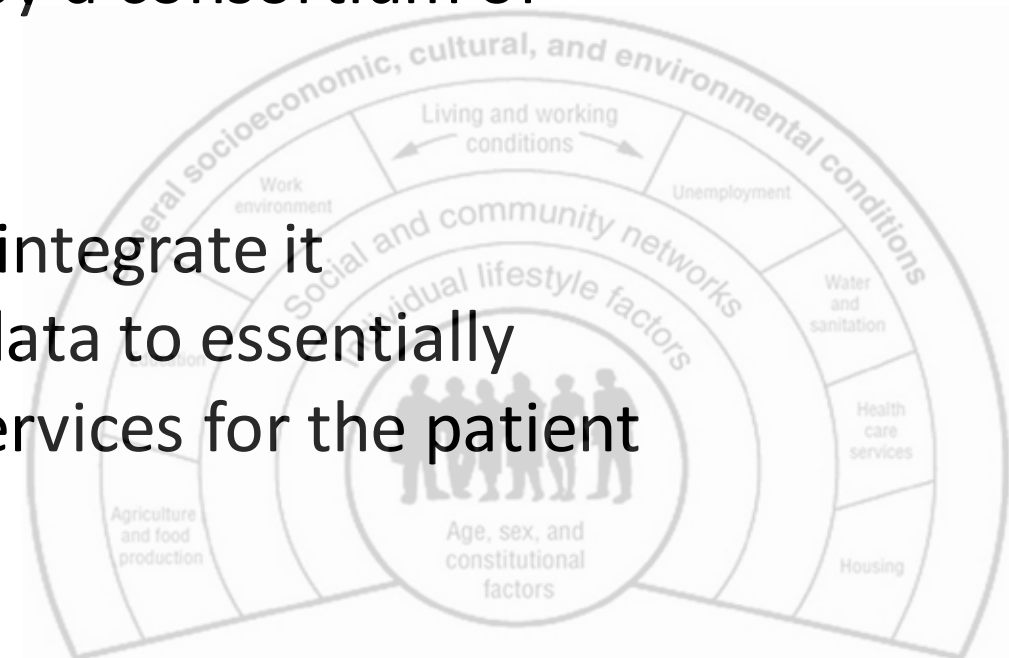 by a consortium of
General socioeconomic, cultural, and environmental conditions
Living and working
conditions
Work
environment
Unemployment
integrate it
Social and community networks
Water
and
sanitation
Individual lifestyle factors
data to essentially
Education
Health
care
services
services for the patient
Agriculture
and food
production
Age, sex, and
constitutional
factors
Housing